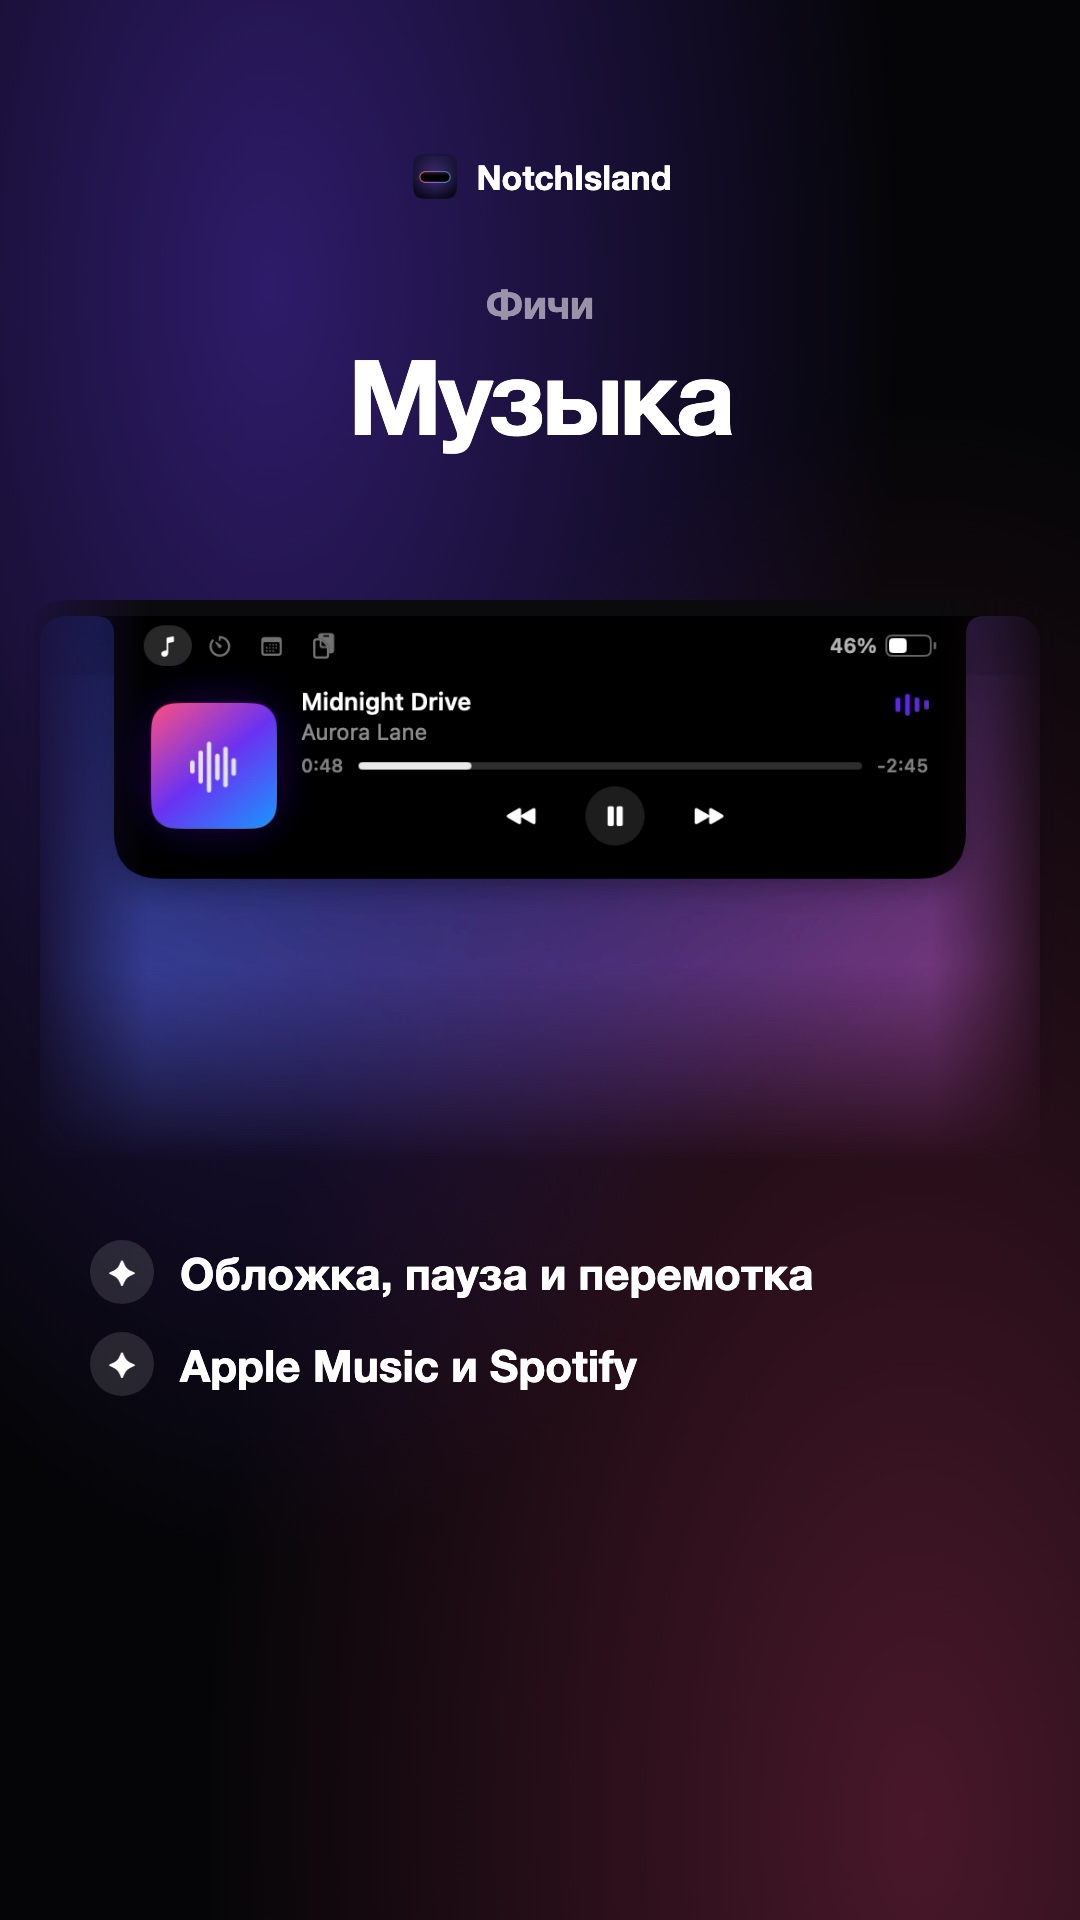 NotchIsland
Фичи
Музыка
46%
Midnight Drive
Aurora Lane
0:48 -2:45
Обложка, пауза и перемотка
Apple Music и Spotify